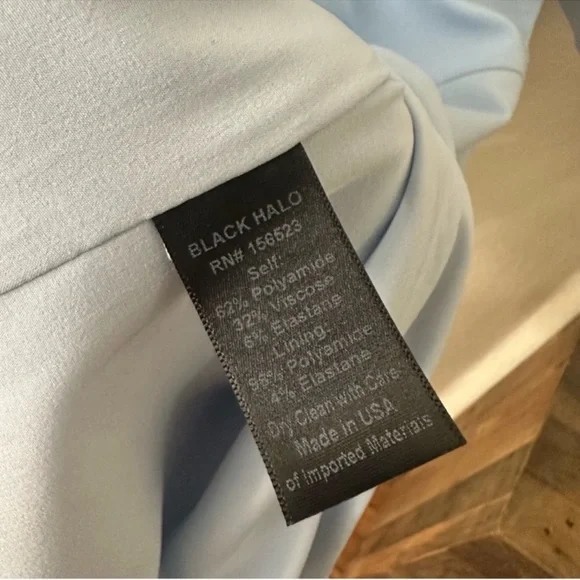 BLACK HALO
RN# 156523
Self:
62% Polyamide
32% Viscose
6% Elastane
Lining:
96% Polyamide
4% Elastane
Dry Clean with Care
Made in USA
of Imported Materials